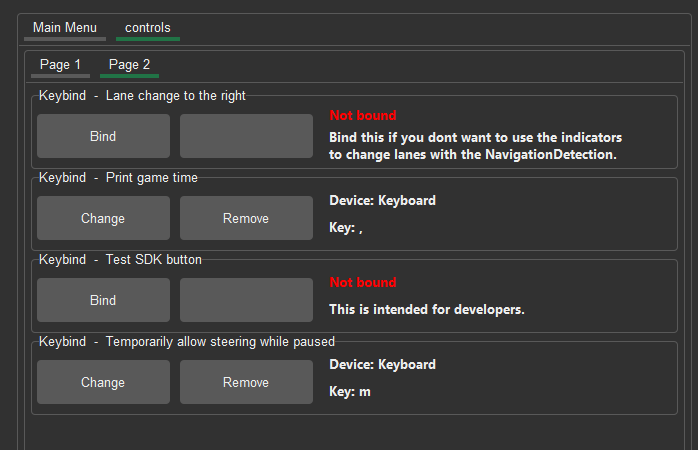 Main Menu controls
Page 1 Page 2
Keybind - Lane change to the right
Bind
Not bound
Bind this if you dont want to use the indicators
to change lanes with the NavigationDetection.
Keybind - Print game time
Change Remove
Device: Keyboard
Key: ,
Keybind - Test SDK button
Bind
Not bound
This is intended for developers.
Keybind - Temporarily allow steering while paused
Change Remove
Device: Keyboard
Key: m